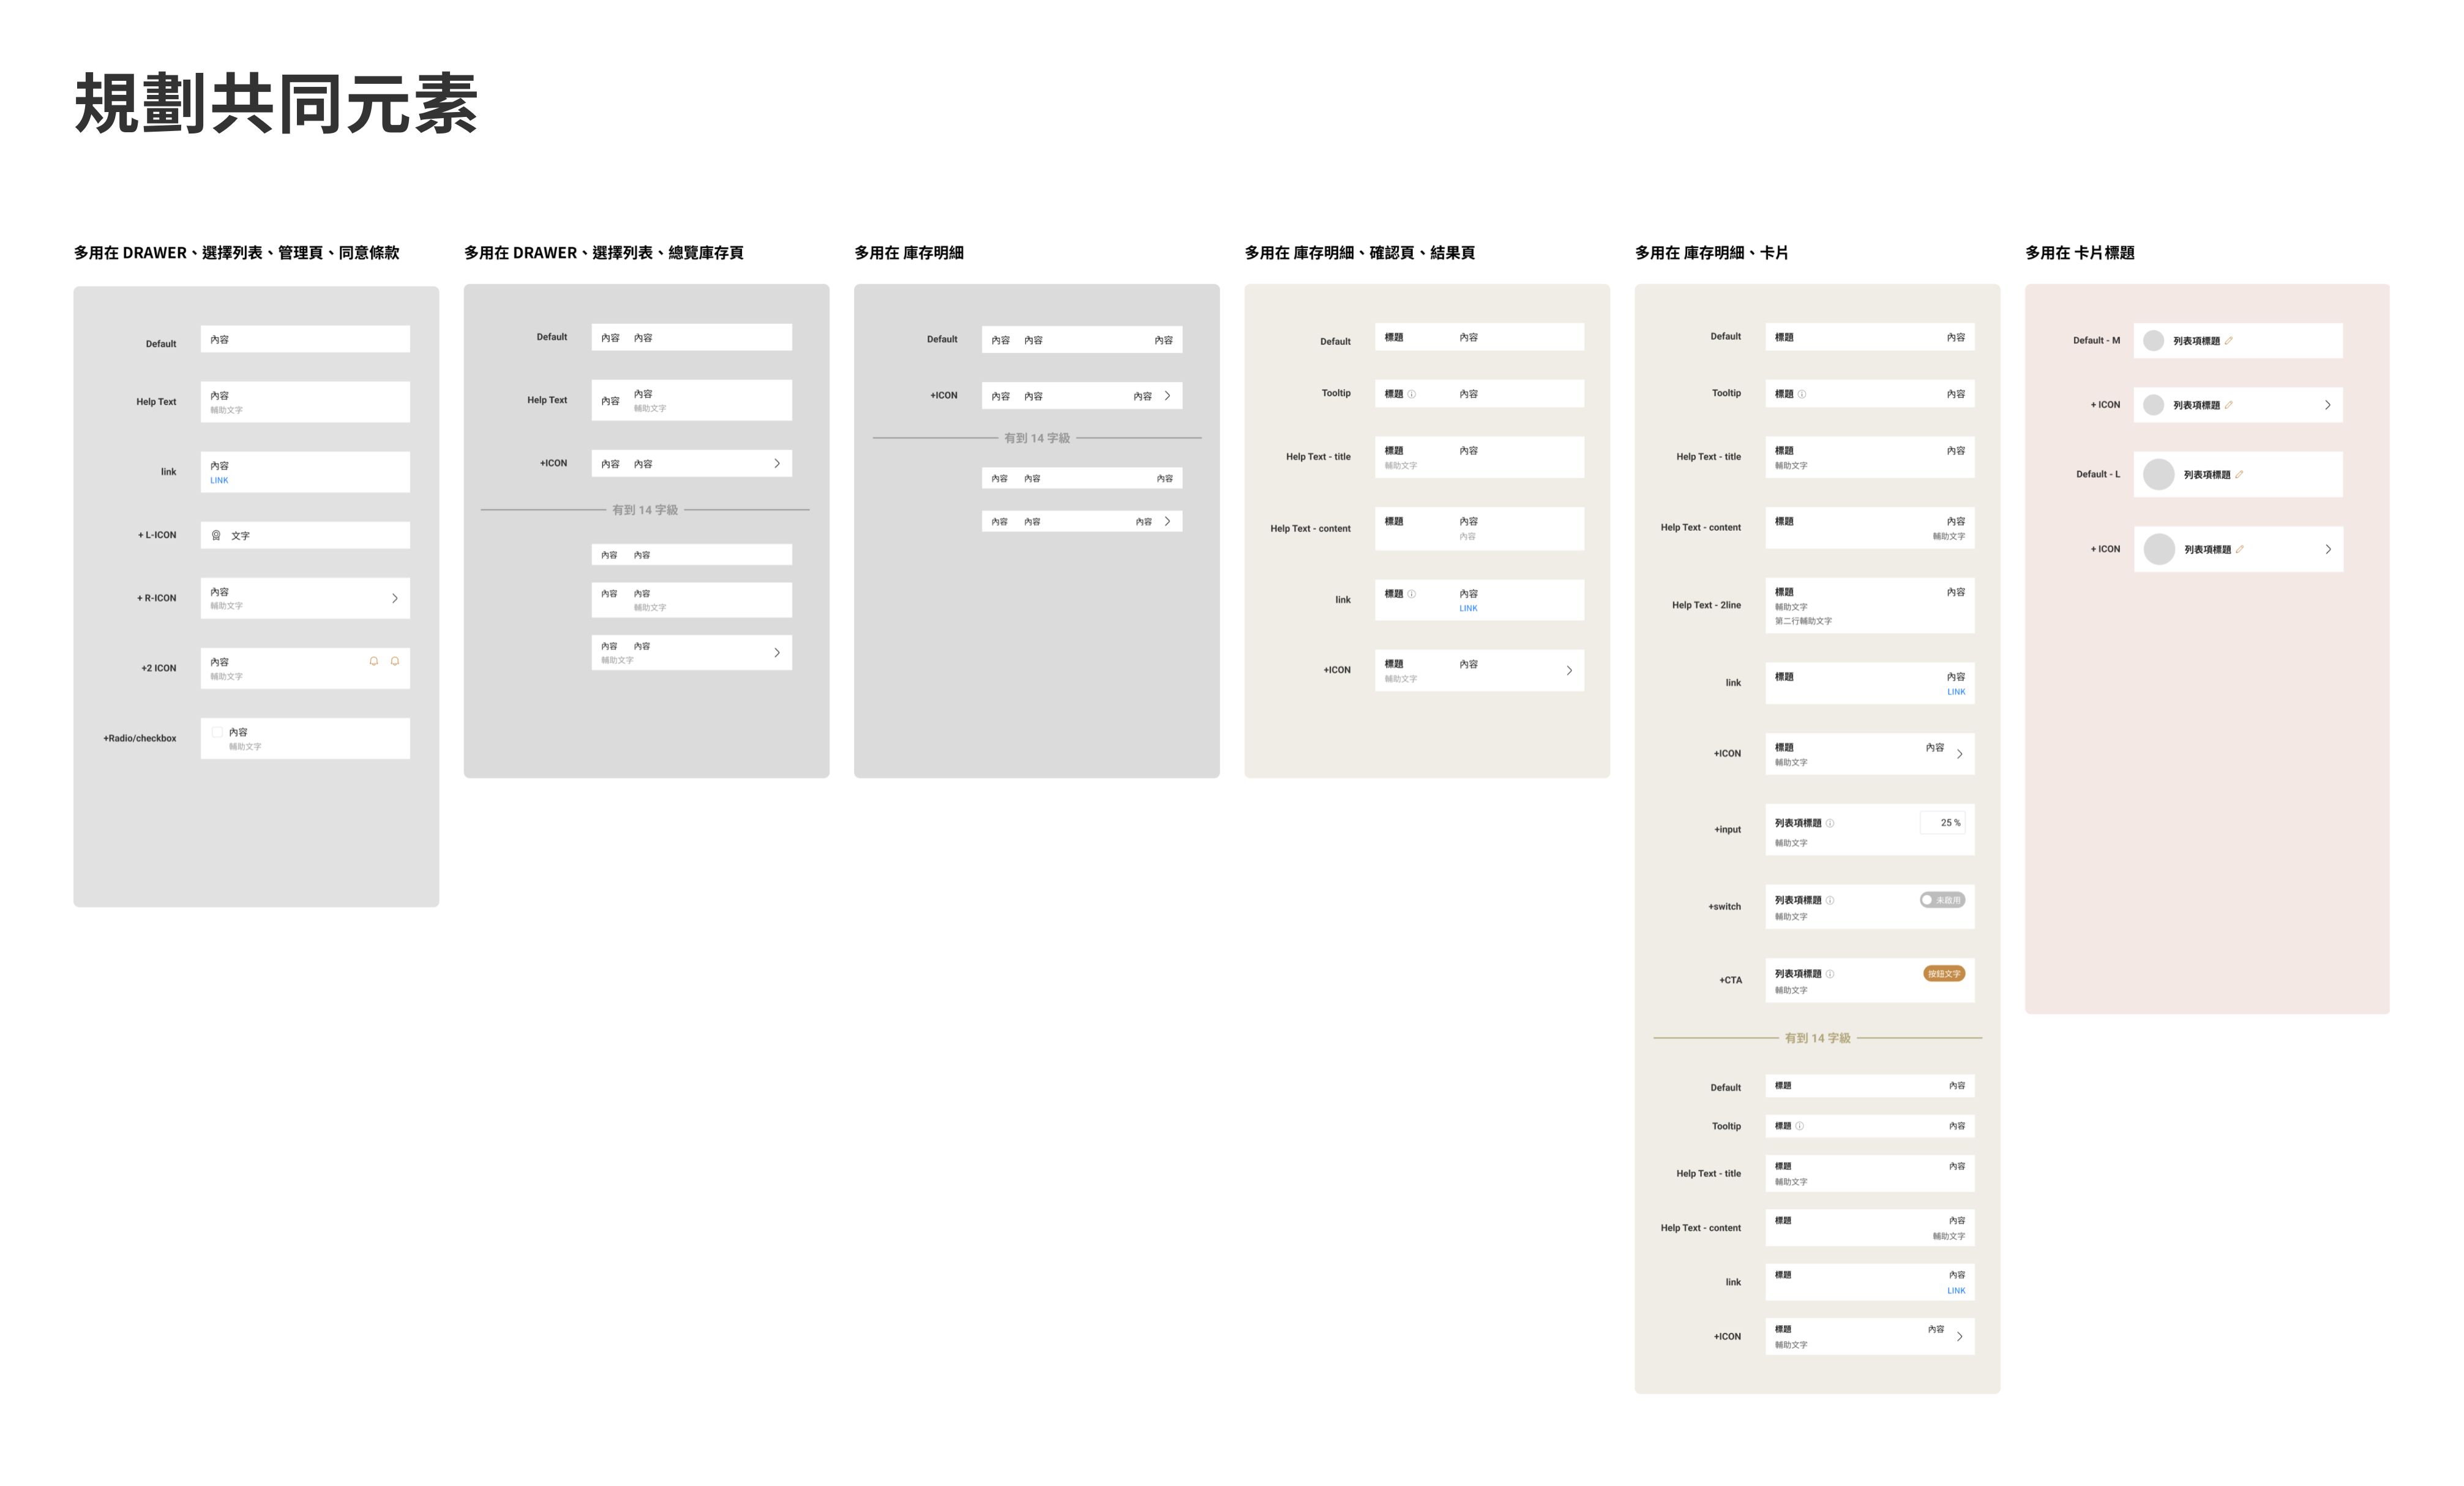 規劃共同元素
多用在 DRAWER、選擇列表、管理頁、同意條款
Default
內容
Help Text
內容
輔助文字
link
內容
LINK
+ L-ICON
文字
+ R-ICON
內容
輔助文字
+2 ICON
內容
輔助文字
+Radio/checkbox
內容
輔助文字
多用在 DRAWER、選擇列表、總覽庫存頁
Default
內容 內容
Help Text
內容 內容
輔助文字
+ICON
內容 內容
有到 14 字級
內容 內容
內容 內容
輔助文字
內容 內容
輔助文字
多用在 庫存明細
Default
內容 內容 內容
+ICON
內容 內容 內容
有到 14 字級
內容 內容 內容
內容 內容 內容
多用在 庫存明細、確認頁、結果頁
Default
標題 內容
Tooltip
標題 內容
Help Text - title
標題 內容
輔助文字
Help Text - content
標題 內容
內容
link
標題 內容
LINK
+ICON
標題 內容
輔助文字
多用在 庫存明細、卡片
Default
標題 內容
Tooltip
標題 內容
Help Text - title
標題 內容
輔助文字
Help Text - content
標題 內容
輔助文字
Help Text - 2line
標題 內容
輔助文字
第二行輔助文字
link
標題 內容
LINK
+ICON
標題 內容
輔助文字
+input
列表項標題 25 %
輔助文字
+switch
列表項標題 未啟用
輔助文字
+CTA
列表項標題 按鈕文字
輔助文字
有到 14 字級
Default
標題 內容
Tooltip
標題 內容
Help Text - title
標題 內容
輔助文字
Help Text - content
標題 內容
輔助文字
link
標題 內容
LINK
+ICON
標題 內容
輔助文字
多用在 卡片標題
Default - M
列表項標題
+ ICON
列表項標題
Default - L
列表項標題
+ ICON
列表項標題